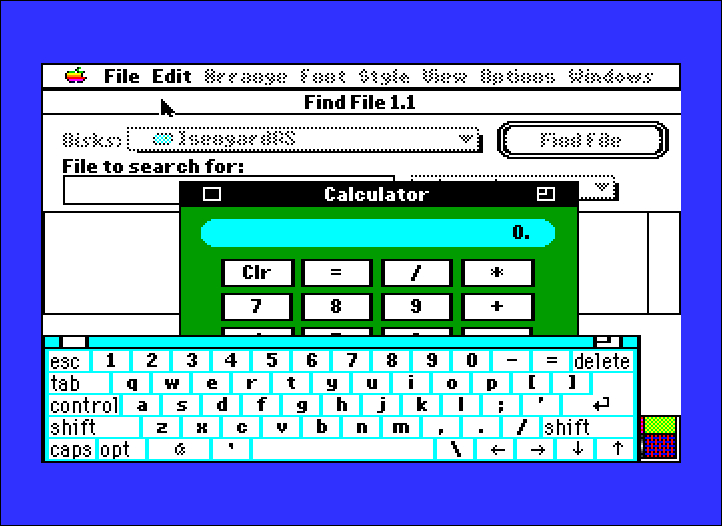 File Edit Arrange Font Style View Options Windows
Find File 1.1
Disks: IsengardGS Find File
File to search for:
Calculator
0.
Clr = / *
7 8 9 +
esc 1 2 3 4 5 6 7 8 9 0 - = delete
tab q w e r t y u i o p [ ]
control a s d f g h j k l ; ' ↵
shift z x c v b n m , . / shift
caps opt ` \ ← → ↓ ↑